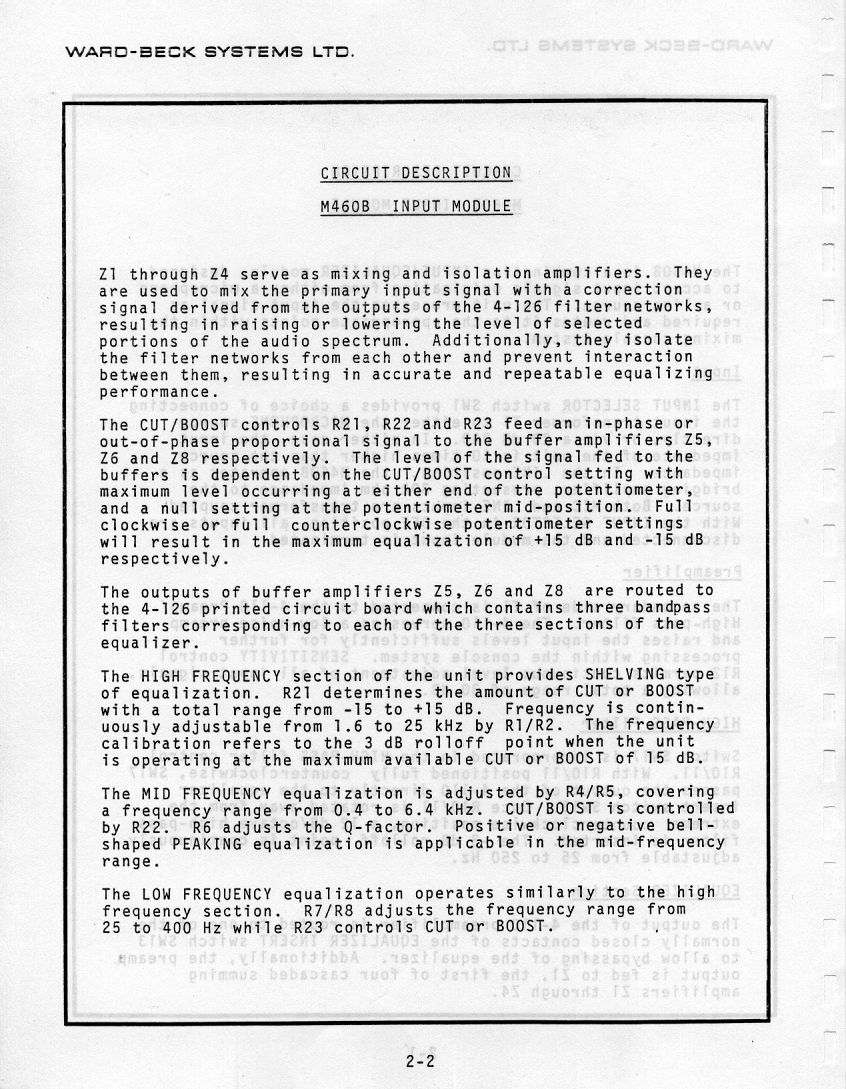 WARD-BECK SYSTEMS LTD.
CIRCUIT DESCRIPTION
M460B INPUT MODULE
Z1 through Z4 serve as mixing and isolation amplifiers. They
are used to mix the primary input signal with a correction
signal derived from the outputs of the 4-126 filter networks,
resulting in raising or lowering the level of selected
portions of the audio spectrum. Additionally, they isolate
the filter networks from each other and prevent interaction
between them, resulting in accurate and repeatable equalizing
performance.
The CUT/BOOST controls R21, R22 and R23 feed an in-phase or
out-of-phase proportional signal to the buffer amplifiers Z5,
Z6 and Z8 respectively. The level of the signal fed to the
buffers is dependent on the CUT/BOOST control setting with
maximum level occurring at either end of the potentiometer,
and a null setting at the potentiometer mid-position. Full
clockwise or full counterclockwise potentiometer settings
will result in the maximum equalization of +15 dB and -15 dB
respectively.
The outputs of buffer amplifiers Z5, Z6 and Z8 are routed to
the 4-126 printed circuit board which contains three bandpass
filters corresponding to each of the three sections of the
equalizer.
The HIGH FREQUENCY section of the unit provides SHELVING type
of equalization. R21 determines the amount of CUT or BOOST
with a total range from -15 to +15 dB. Frequency is contin-
uously adjustable from 1.6 to 25 kHz by R1/R2. The frequency
calibration refers to the 3 dB rolloff point when the unit
is operating at the maximum available CUT or BOOST of 15 dB.
The MID FREQUENCY equalization is adjusted by R4/R5, covering
a frequency range from 0.4 to 6.4 kHz. CUT/BOOST is controlled
by R22. R6 adjusts the Q-factor. Positive or negative bell-
shaped PEAKING equalization is applicable in the mid-frequency
range.
The LOW FREQUENCY equalization operates similarly to the high
frequency section. R7/R8 adjusts the frequency range from
25 to 400 Hz while R23 controls CUT or BOOST.
2-2